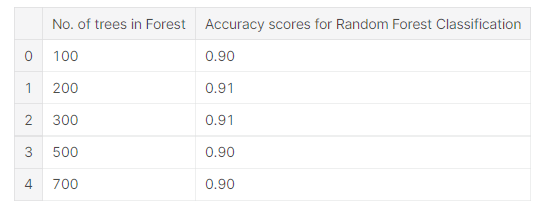 No. of trees in Forest Accuracy scores for Random Forest Classification
0 100 0.90
1 200 0.91
2 300 0.91
3 500 0.90
4 700 0.90